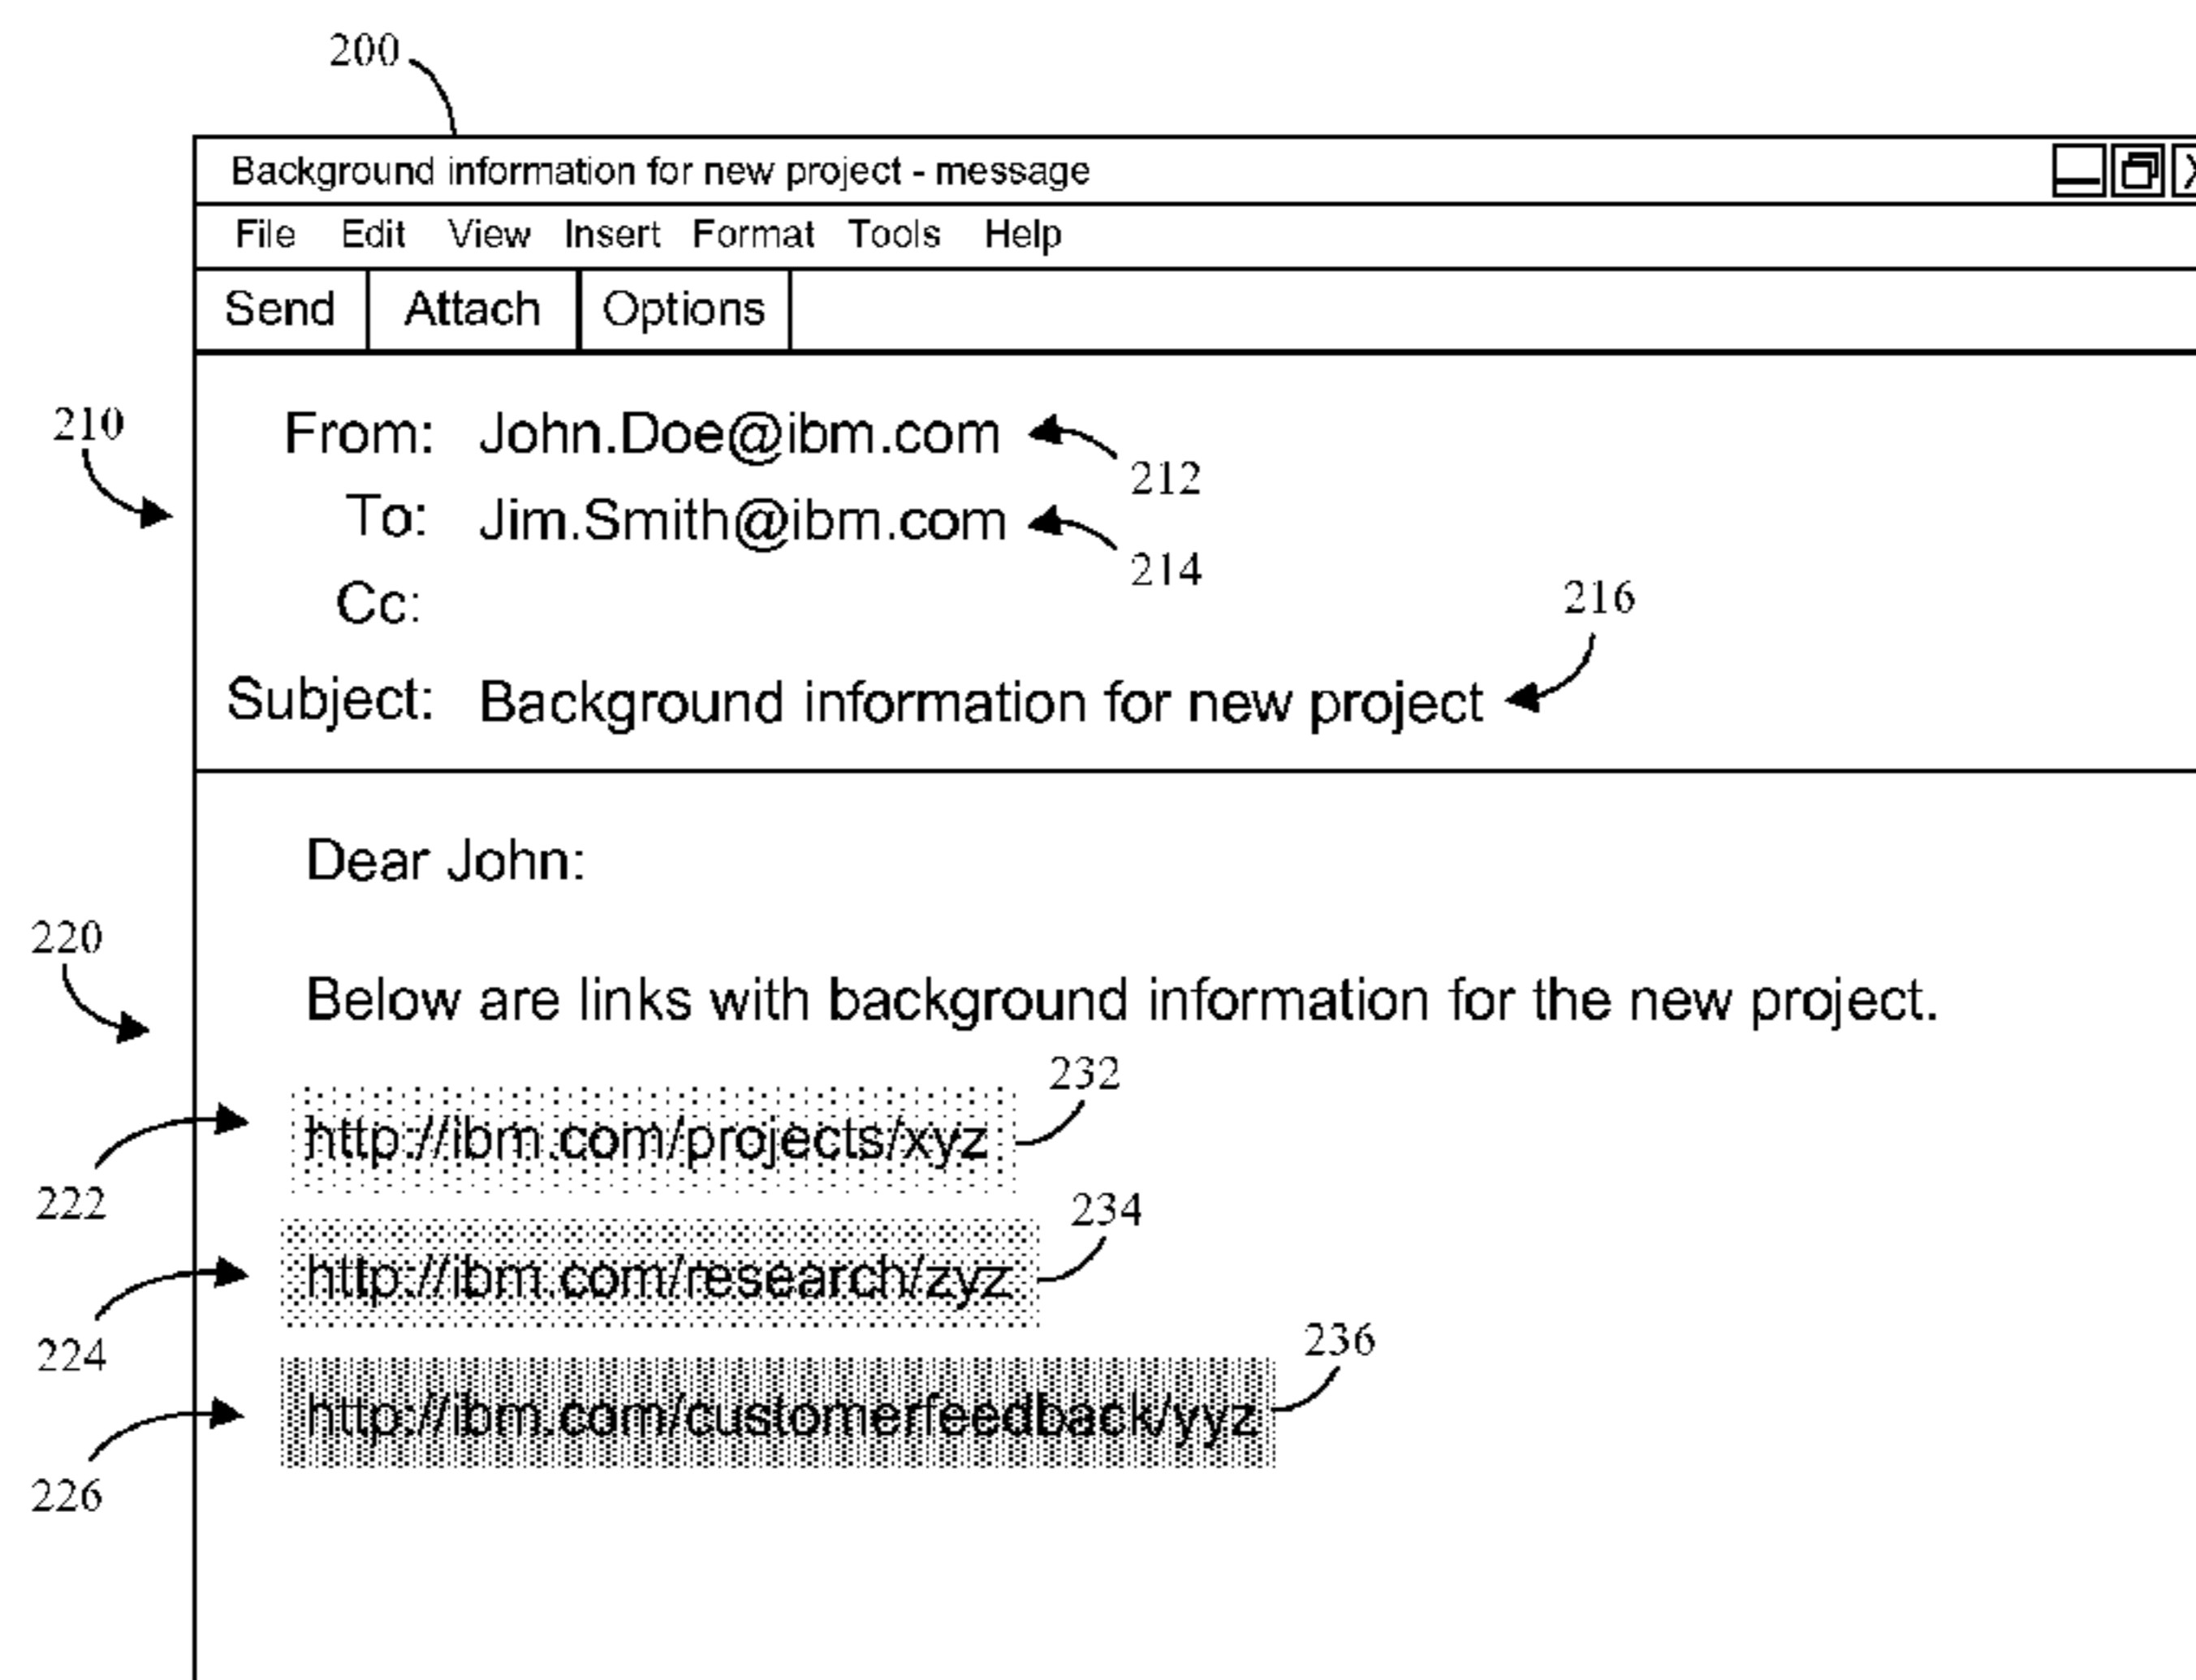 200
Background information for new project - message
File Edit View Insert Format Tools Help
Send Attach Options
210
From: John.Doe@ibm.com
212
To: Jim.Smith@ibm.com
214
Cc:
216
Subject: Background information for new project
Dear John:
220
Below are links with background information for the new project.
232
http://ibm.com/projects/xyz
222
234
http://ibm.com/research/zyz
224
236
http://ibm.com/customerfeedback/yyz
226